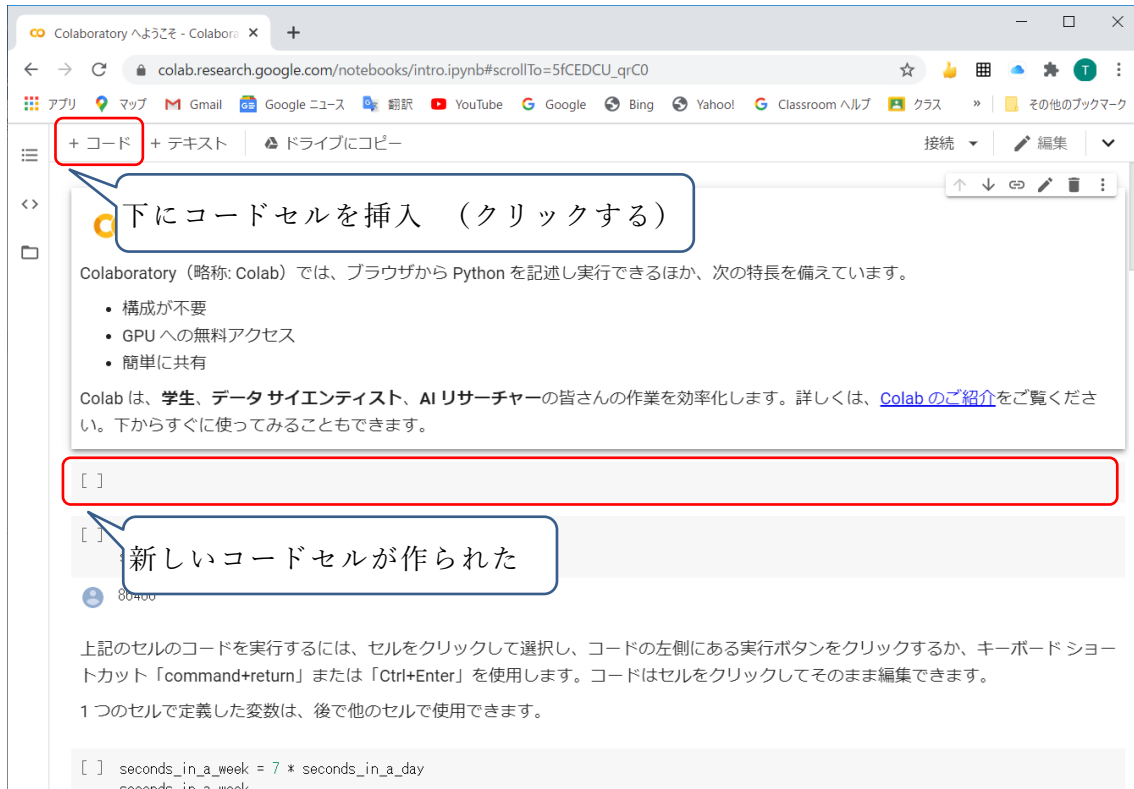 Colaboratory へようこそ - Colabora
colab.research.google.com/notebooks/intro.ipynb#scrollTo=5fCEDCU_qrC0
T
アプリ マップ Gmail Google ニュース 翻訳 YouTube Google Bing Yahoo! Classroom ヘルプ クラス » その他のブックマーク
+ コード + テキスト ドライブにコピー 接続 編集
下にコードセルを挿入 （クリックする）
Colaboratory（略称: Colab）では、ブラウザから Python を記述し実行できるほか、次の特長を備えています。
• 構成が不要
• GPU への無料アクセス
• 簡単に共有
Colab は、学生、データ サイエンティスト、AI リサーチャーの皆さんの作業を効率化します。詳しくは、Colab のご紹介をご覧くださ
い。下からすぐに使ってみることもできます。
[ ]
[ ]
新しいコードセルが作られた
86400
上記のセルのコードを実行するには、セルをクリックして選択し、コードの左側にある実行ボタンをクリックするか、キーボード ショー
トカット「command+return」または「Ctrl+Enter」を使用します。コードはセルをクリックしてそのまま編集できます。
1 つのセルで定義した変数は、後で他のセルで使用できます。
[ ] seconds_in_a_week = 7 * seconds_in_a_day
seconds_in_a_week